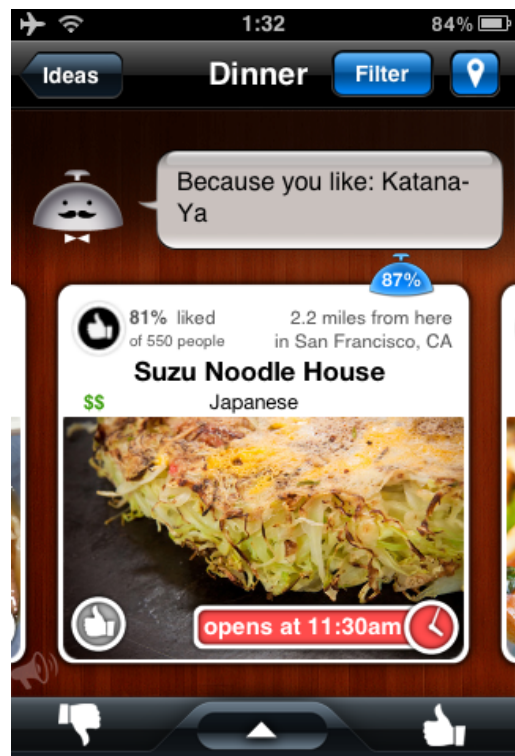 1:32
84%
Ideas
Dinner
Filter
Because you like: Katana-
Ya
87%
81% liked
of 550 people
2.2 miles from here
in San Francisco, CA
Suzu Noodle House
$$
Japanese
opens at 11:30am